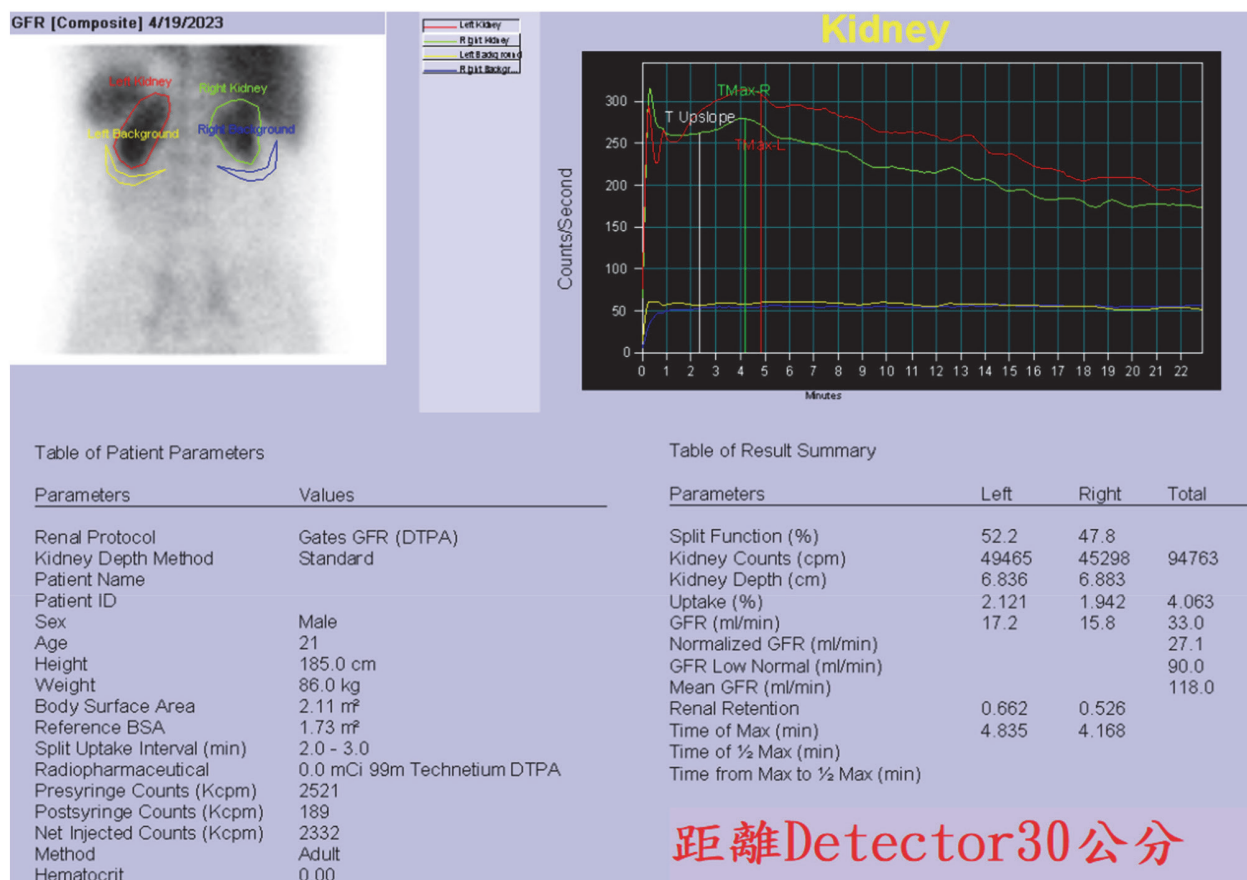 GFR [Composite] 4/19/2023
Left Kidney
Right Kidney
Left Background
Right Background
Left Kidney
Right Kidney
Left Background
Right Backgr...
Kidney
Counts/Second
300
250
200
150
100
50
0
T Upslope
TMax-R
TMax-L
0 1 2 3 4 5 6 7 8 9 10 11 12 13 14 15 16 17 18 19 20 21 22
Minutes
Table of Patient Parameters
Parameters Values
Renal Protocol Gates GFR (DTPA)
Kidney Depth Method Standard
Patient Name
Patient ID
Sex Male
Age 21
Height 185.0 cm
Weight 86.0 kg
Body Surface Area 2.11 m²
Reference BSA 1.73 m²
Split Uptake Interval (min) 2.0 - 3.0
Radiopharmaceutical 0.0 mCi 99m Technetium DTPA
Presyringe Counts (Kcpm) 2521
Postsyringe Counts (Kcpm) 189
Net Injected Counts (Kcpm) 2332
Method Adult
Hematocrit 0.00
Table of Result Summary
Parameters Left Right Total
Split Function (%) 52.2 47.8
Kidney Counts (cpm) 49465 45298 94763
Kidney Depth (cm) 6.836 6.883
Uptake (%) 2.121 1.942 4.063
GFR (ml/min) 17.2 15.8 33.0
Normalized GFR (ml/min) 27.1
GFR Low Normal (ml/min) 90.0
Mean GFR (ml/min) 118.0
Renal Retention 0.662 0.526
Time of Max (min) 4.835 4.168
Time of ½ Max (min)
Time from Max to ½ Max (min)
距離Detector30公分